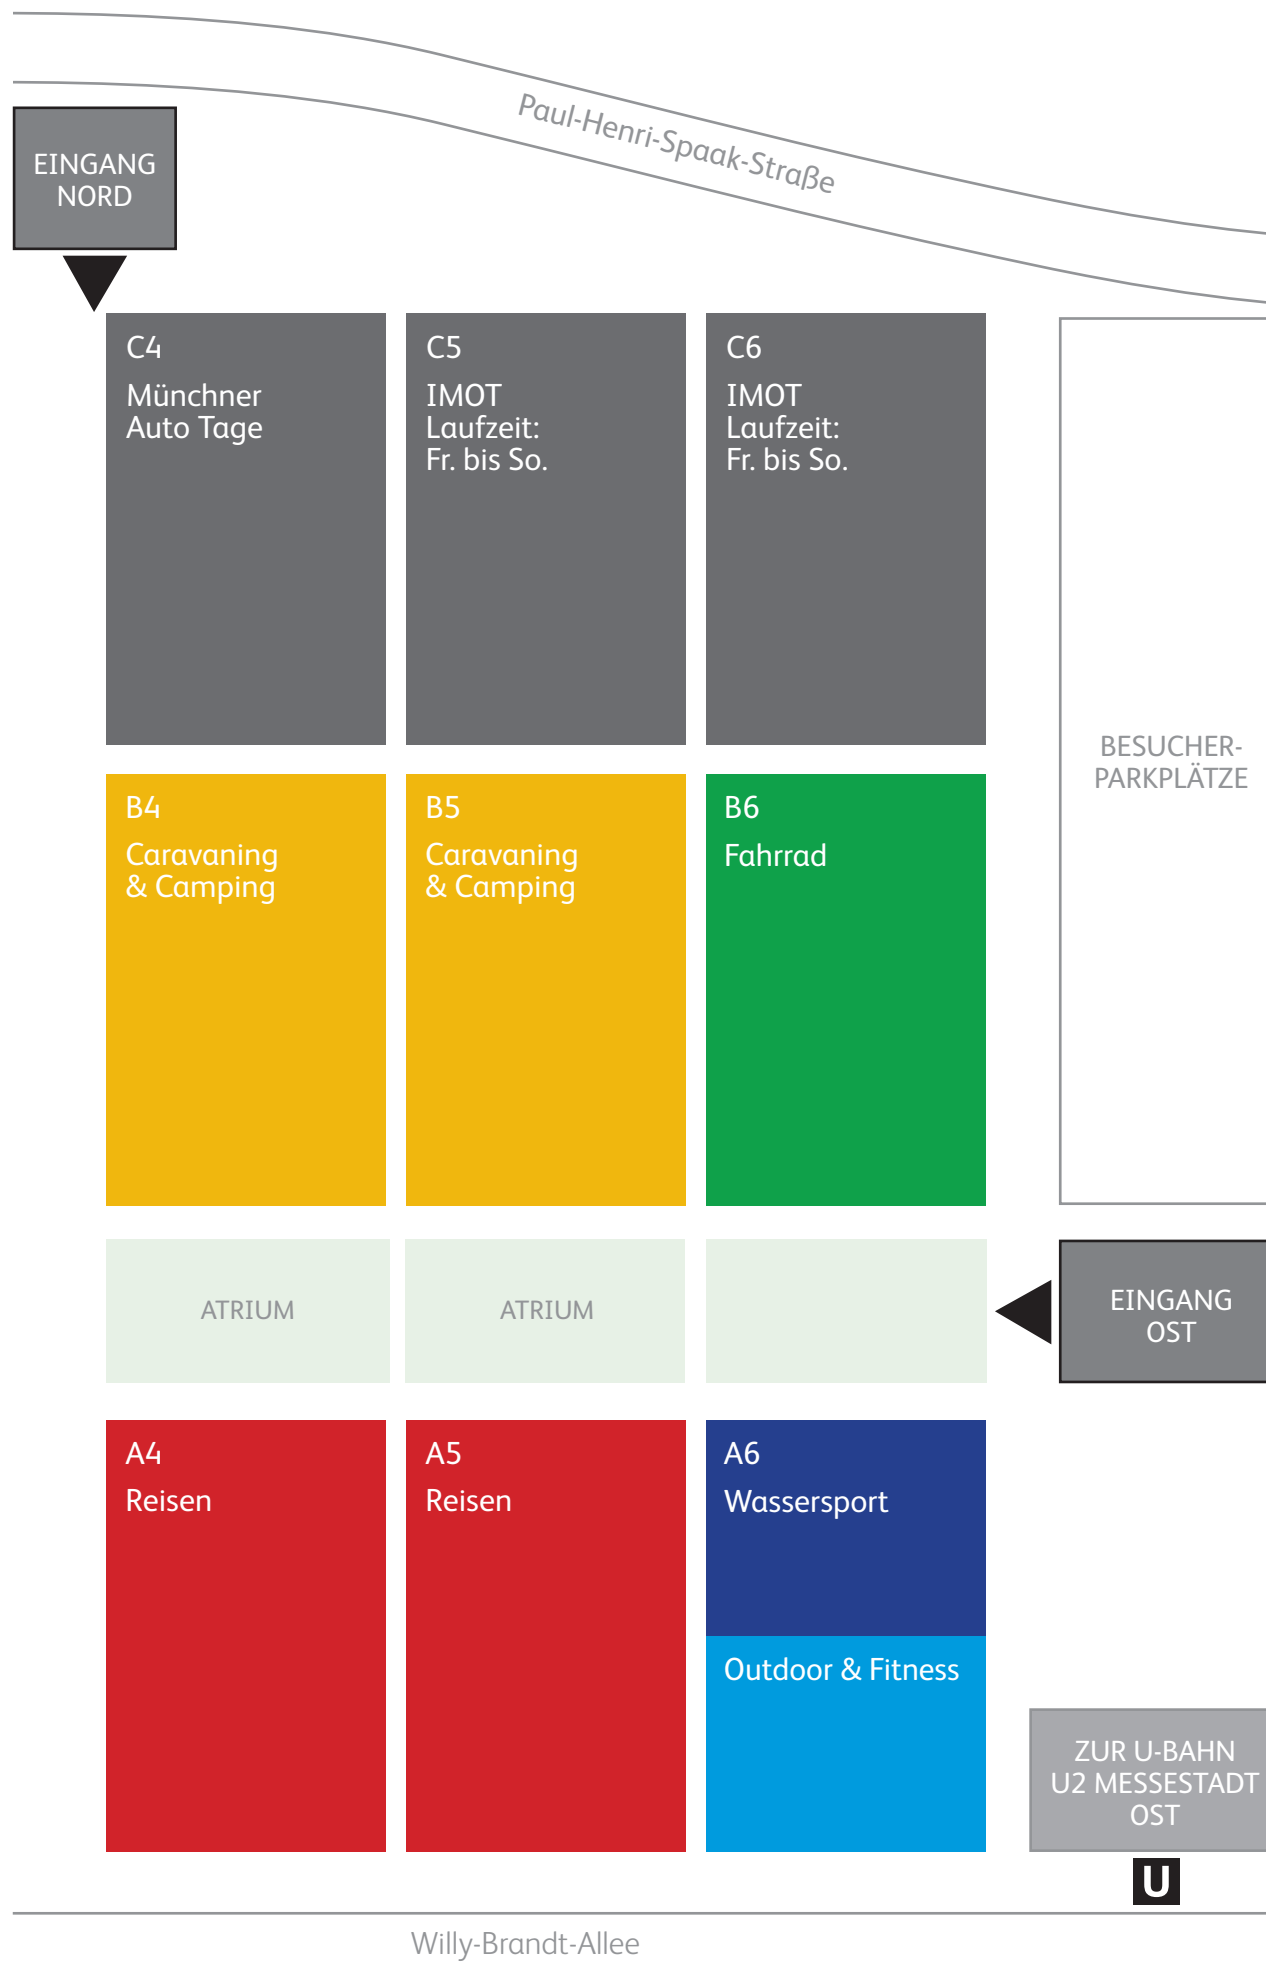 Paul-Henri-Spaak-Straße
EINGANG
NORD
C4
Münchner
Auto Tage
C5
IMOT
Laufzeit:
Fr. bis So.
C6
IMOT
Laufzeit:
Fr. bis So.
BESUCHER-
PARKPLÄTZE
B4
Caravaning
& Camping
B5
Caravaning
& Camping
B6
Fahrrad
ATRIUM
ATRIUM
EINGANG
OST
A4
Reisen
A5
Reisen
A6
Wassersport
Outdoor & Fitness
ZUR U-BAHN
U2 MESSESTADT
OST
U
Willy-Brandt-Allee